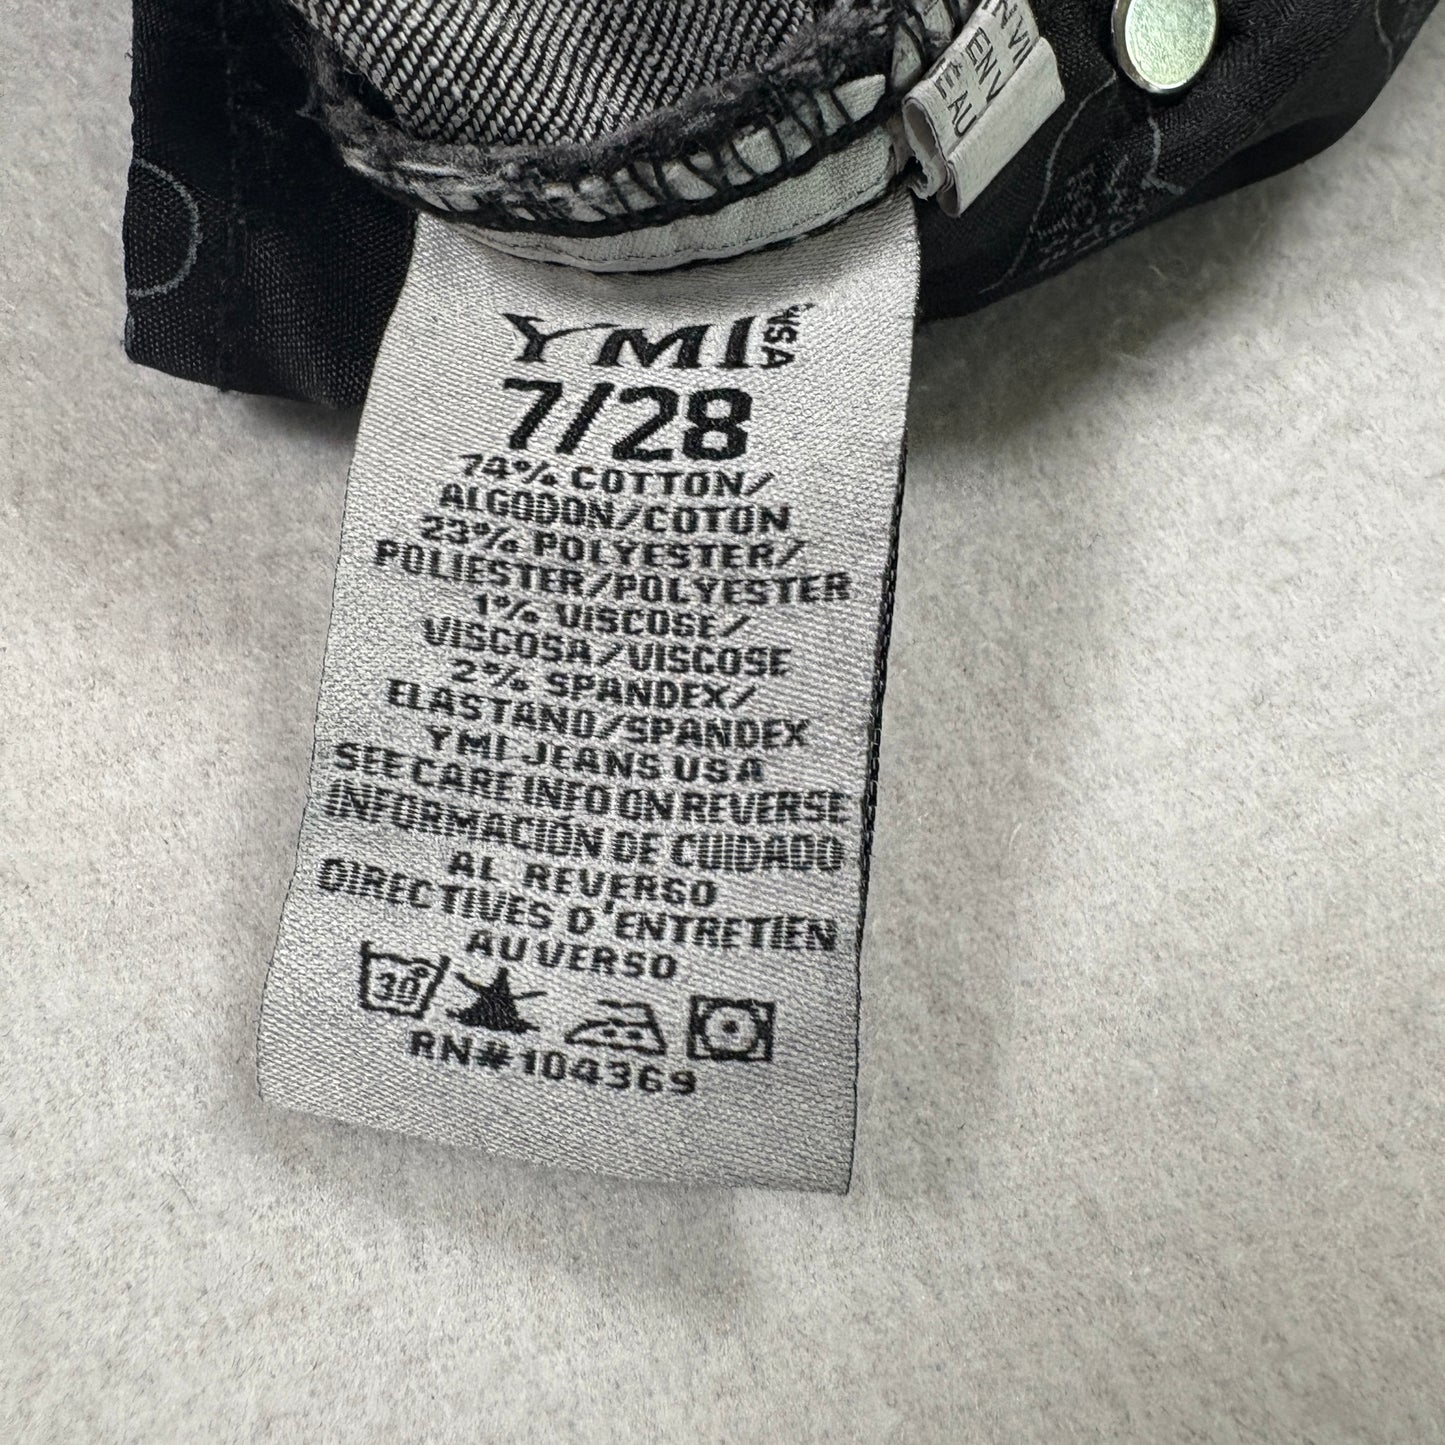 YMI USA
7/28
74% COTTON/
ALGODON/COTON
23% POLYESTER/
POLIESTER/POLYESTER
1% VISCOSE/
VISCOSA/VISCOSE
2% SPANDEX/
ELASTANO/SPANDEX
YMI JEANS USA
SEE CARE INFO ON REVERSE
INFORMACIÓN DE CUIDADO
AL REVERSO
DIRECTIVES D'ENTRETIEN
AU VERSO
30°
RN#104369